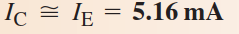 I_C ≅ I_E = 5.16 mA